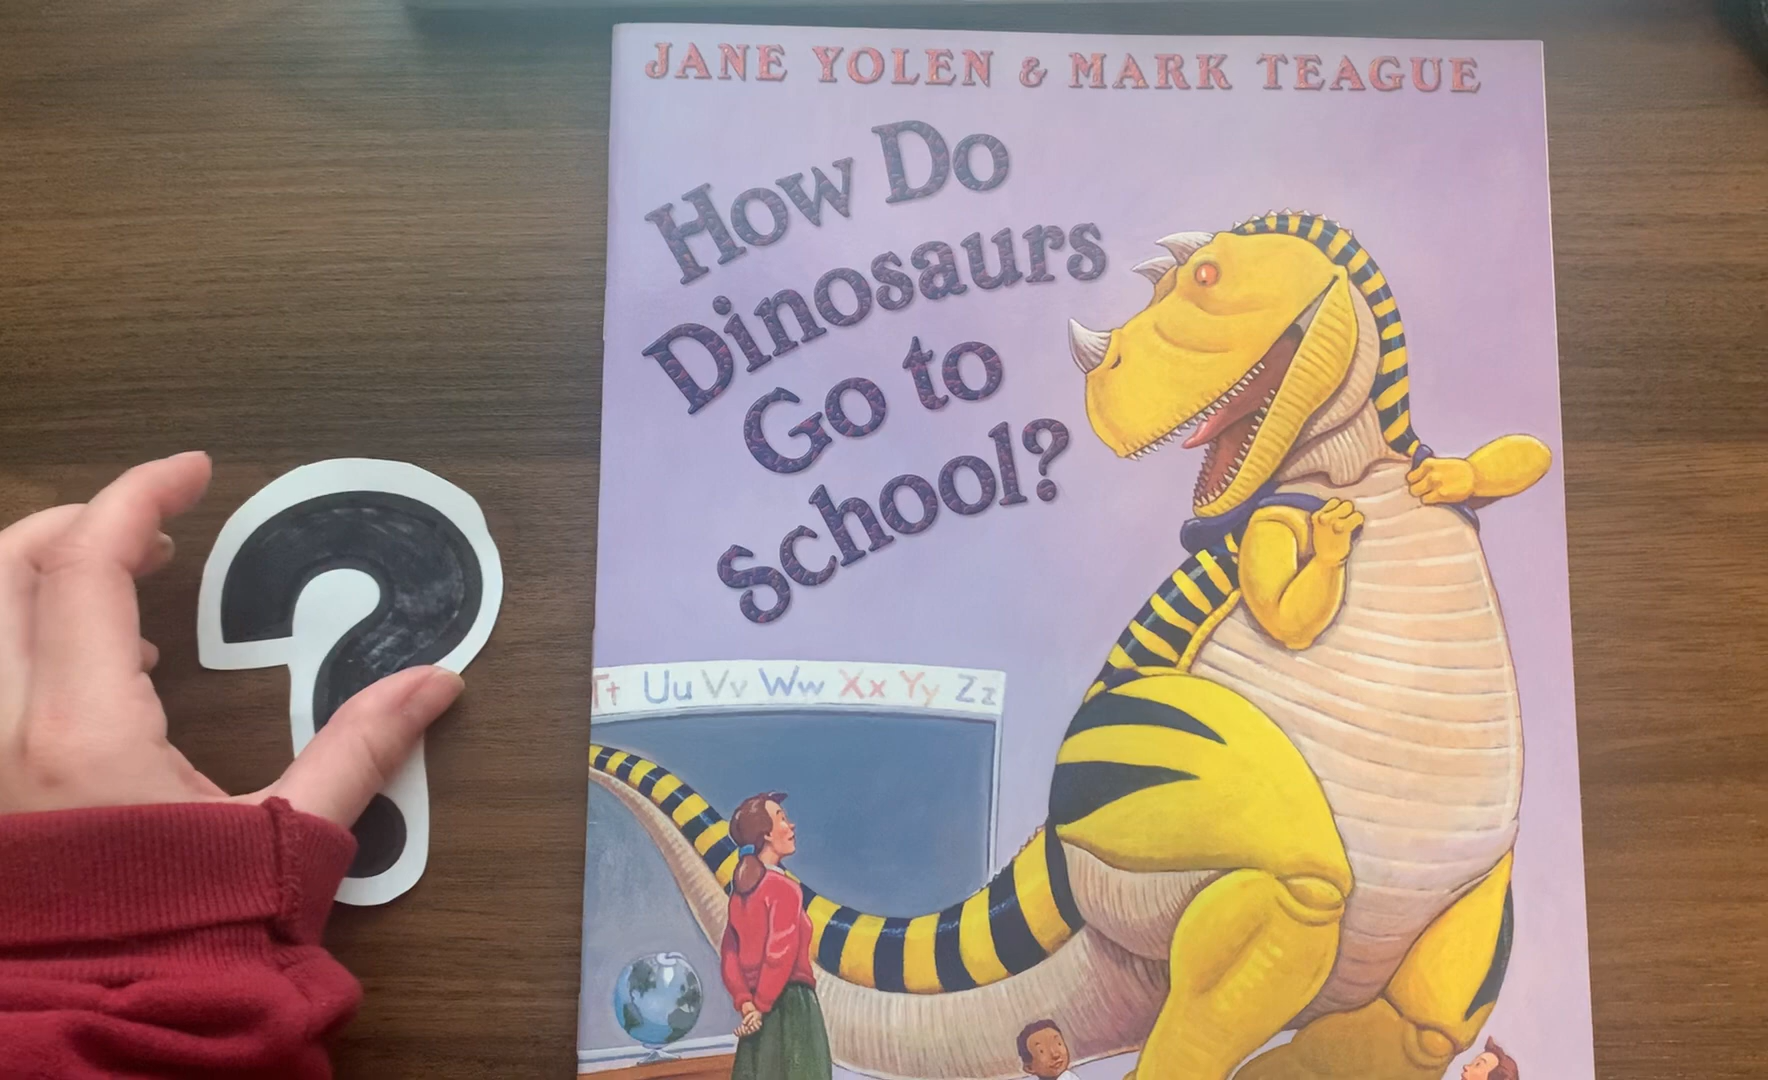 JANE YOLEN & MARK TEAGUE
How Do
Dinosaurs
Go to
School?
Tt Uu Vv Ww Xx Yy Zz
?